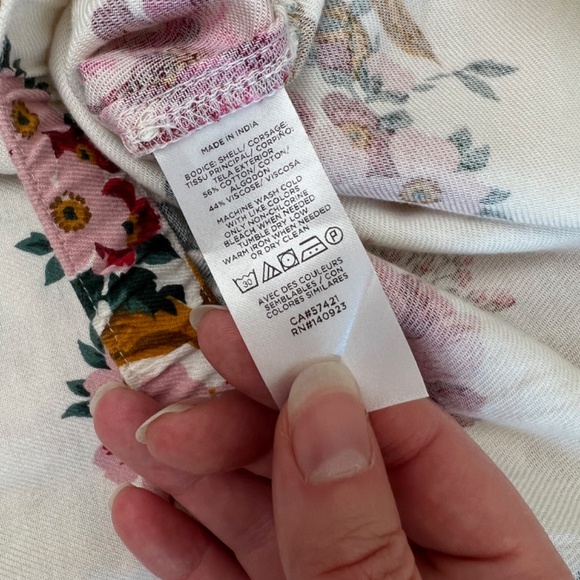 MADE IN INDIA
BODICE: SHELL/ CORSAGE:
TISSU PRINCIPAL/ CORPIÑO:
TELA EXTERIOR
56% COTTON/ COTON/
ALGODON
44% VISCOSE/ VISCOSA
MACHINE WASH COLD
WITH LIKE COLORS
ONLY NON-CHLORINE
BLEACH WHEN NEEDED
TUMBLE DRY LOW
WARM IRON WHEN NEEDED
OR DRY CLEAN
30 P
AVEC DES COULEURS
SEMBLABLES / CON
COLORES SIMILARES
CA#57421
RN#140923